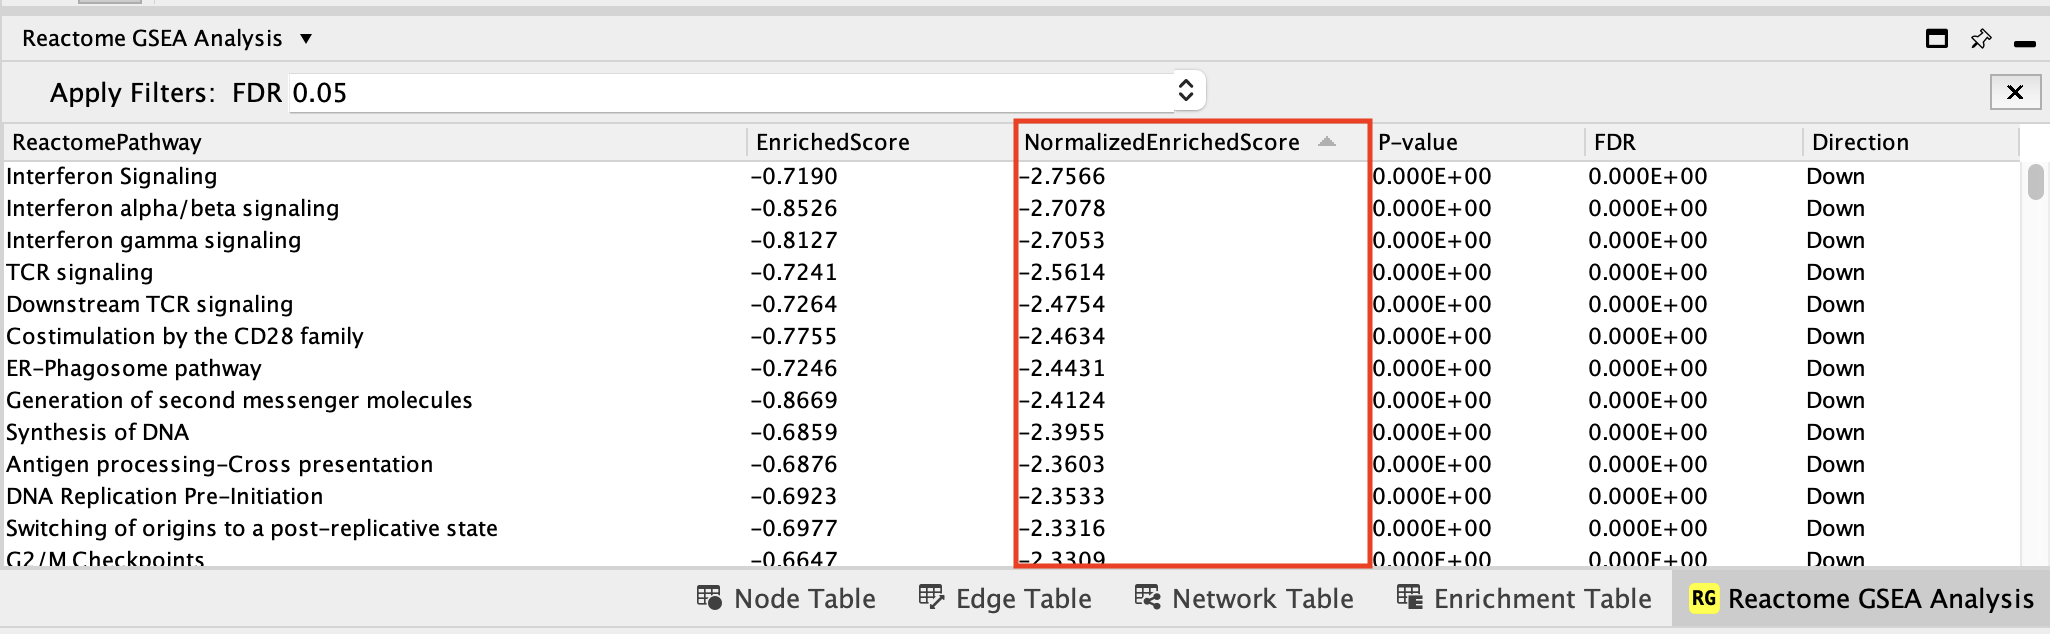 Reactome GSEA Analysis ▼
Apply Filters: FDR 0.05
ReactomePathway EnrichedScore NormalizedEnrichedScore P-value FDR Direction
Interferon Signaling -0.7190 -2.7566 0.000E+00 0.000E+00 Down
Interferon alpha/beta signaling -0.8526 -2.7078 0.000E+00 0.000E+00 Down
Interferon gamma signaling -0.8127 -2.7053 0.000E+00 0.000E+00 Down
TCR signaling -0.7241 -2.5614 0.000E+00 0.000E+00 Down
Downstream TCR signaling -0.7264 -2.4754 0.000E+00 0.000E+00 Down
Costimulation by the CD28 family -0.7755 -2.4634 0.000E+00 0.000E+00 Down
ER-Phagosome pathway -0.7246 -2.4431 0.000E+00 0.000E+00 Down
Generation of second messenger molecules -0.8669 -2.4124 0.000E+00 0.000E+00 Down
Synthesis of DNA -0.6859 -2.3955 0.000E+00 0.000E+00 Down
Antigen processing-Cross presentation -0.6876 -2.3603 0.000E+00 0.000E+00 Down
DNA Replication Pre-Initiation -0.6923 -2.3533 0.000E+00 0.000E+00 Down
Switching of origins to a post-replicative state -0.6977 -2.3316 0.000E+00 0.000E+00 Down
G2/M Checkpoints -0.6647 -2.3309 0.000E+00 0.000E+00 Down
Node Table Edge Table Network Table Enrichment Table RG Reactome GSEA Analysis